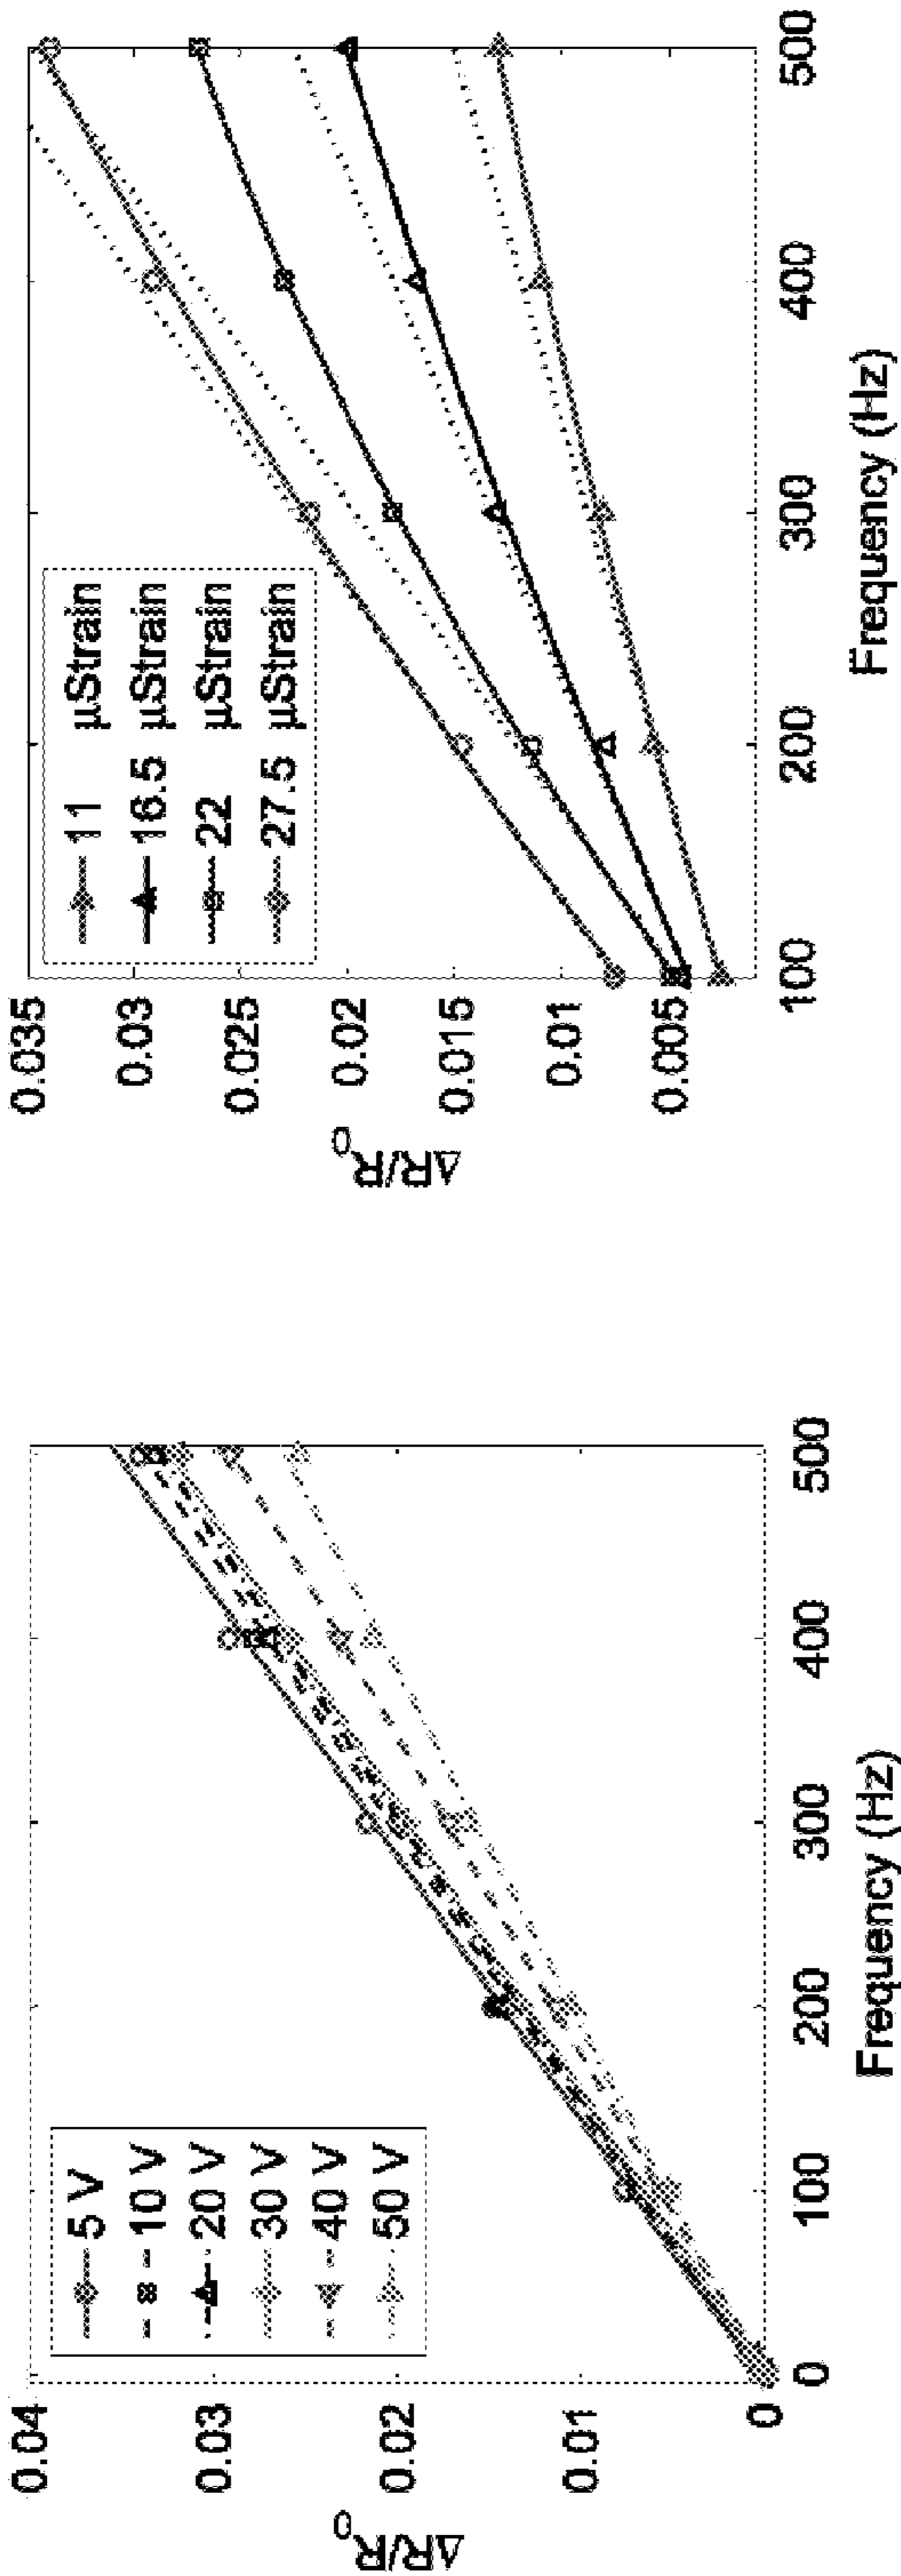 ΔR/R0
0.04
0.03
0.02
0.01
0
5 V
10 V
20 V
30 V
40 V
50 V
0
100
200
300
400
500
Frequency (Hz)
ΔR/R0
0.035
0.03
0.025
0.02
0.015
0.01
0.005
11 μStrain
16.5 μStrain
22 μStrain
27.5 μStrain
100
200
300
400
500
Frequency (Hz)